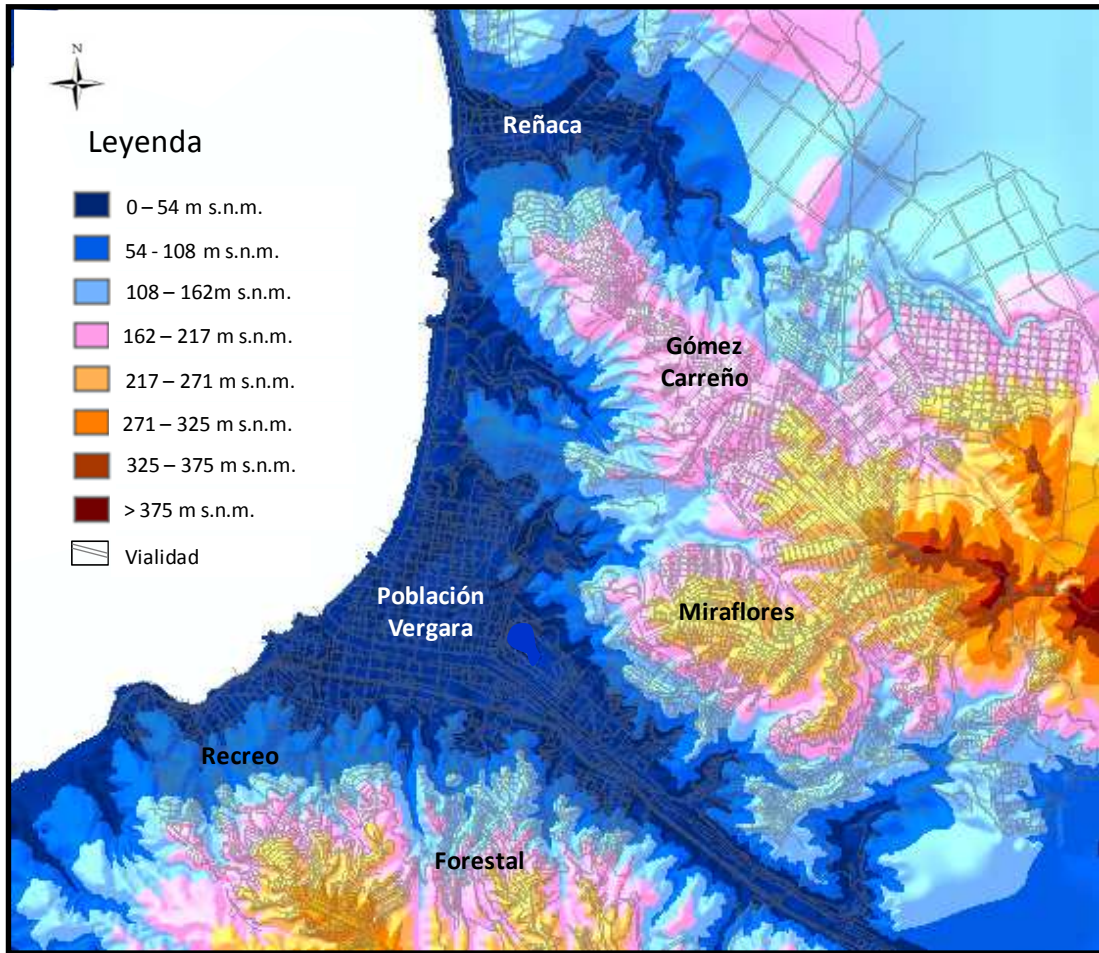 N
Leyenda
0 – 54 m s.n.m.
54 - 108 m s.n.m.
108 – 162m s.n.m.
162 – 217 m s.n.m.
217 – 271 m s.n.m.
271 – 325 m s.n.m.
325 – 375 m s.n.m.
> 375 m s.n.m.
Vialidad
Reñaca
Gómez
Carreño
Población
Vergara
Miraflores
Recreo
Forestal